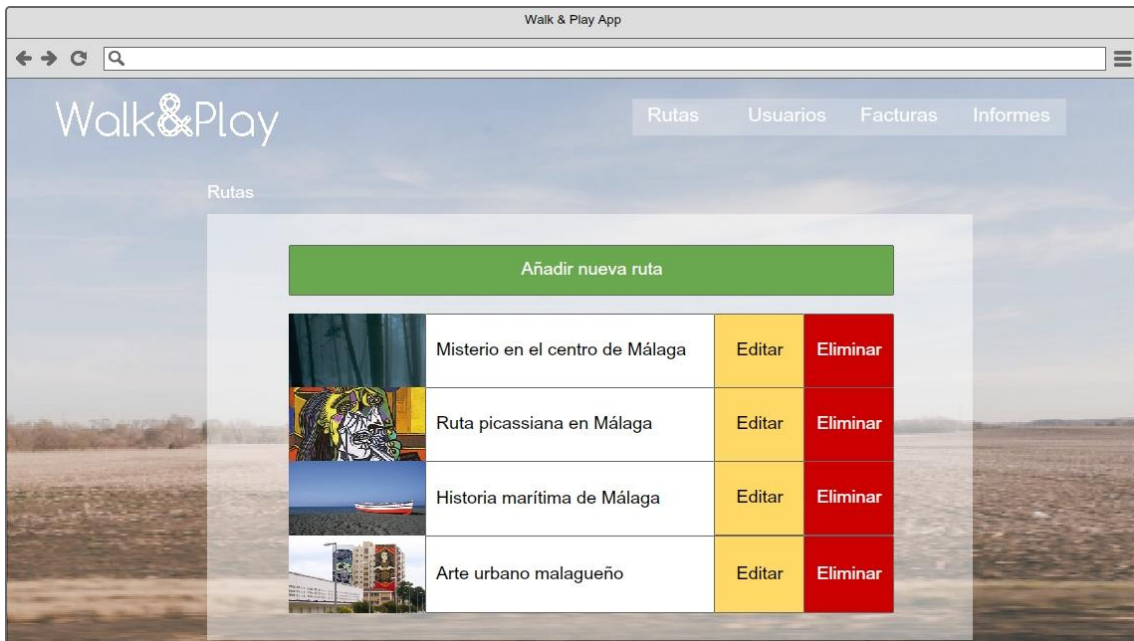 Walk & Play App
Walk&Play
Rutas Usuarios Facturas Informes
Rutas
Añadir nueva ruta
Misterio en el centro de Málaga Editar Eliminar
Ruta picassiana en Málaga Editar Eliminar
Historia marítima de Málaga Editar Eliminar
Arte urbano malagueño Editar Eliminar